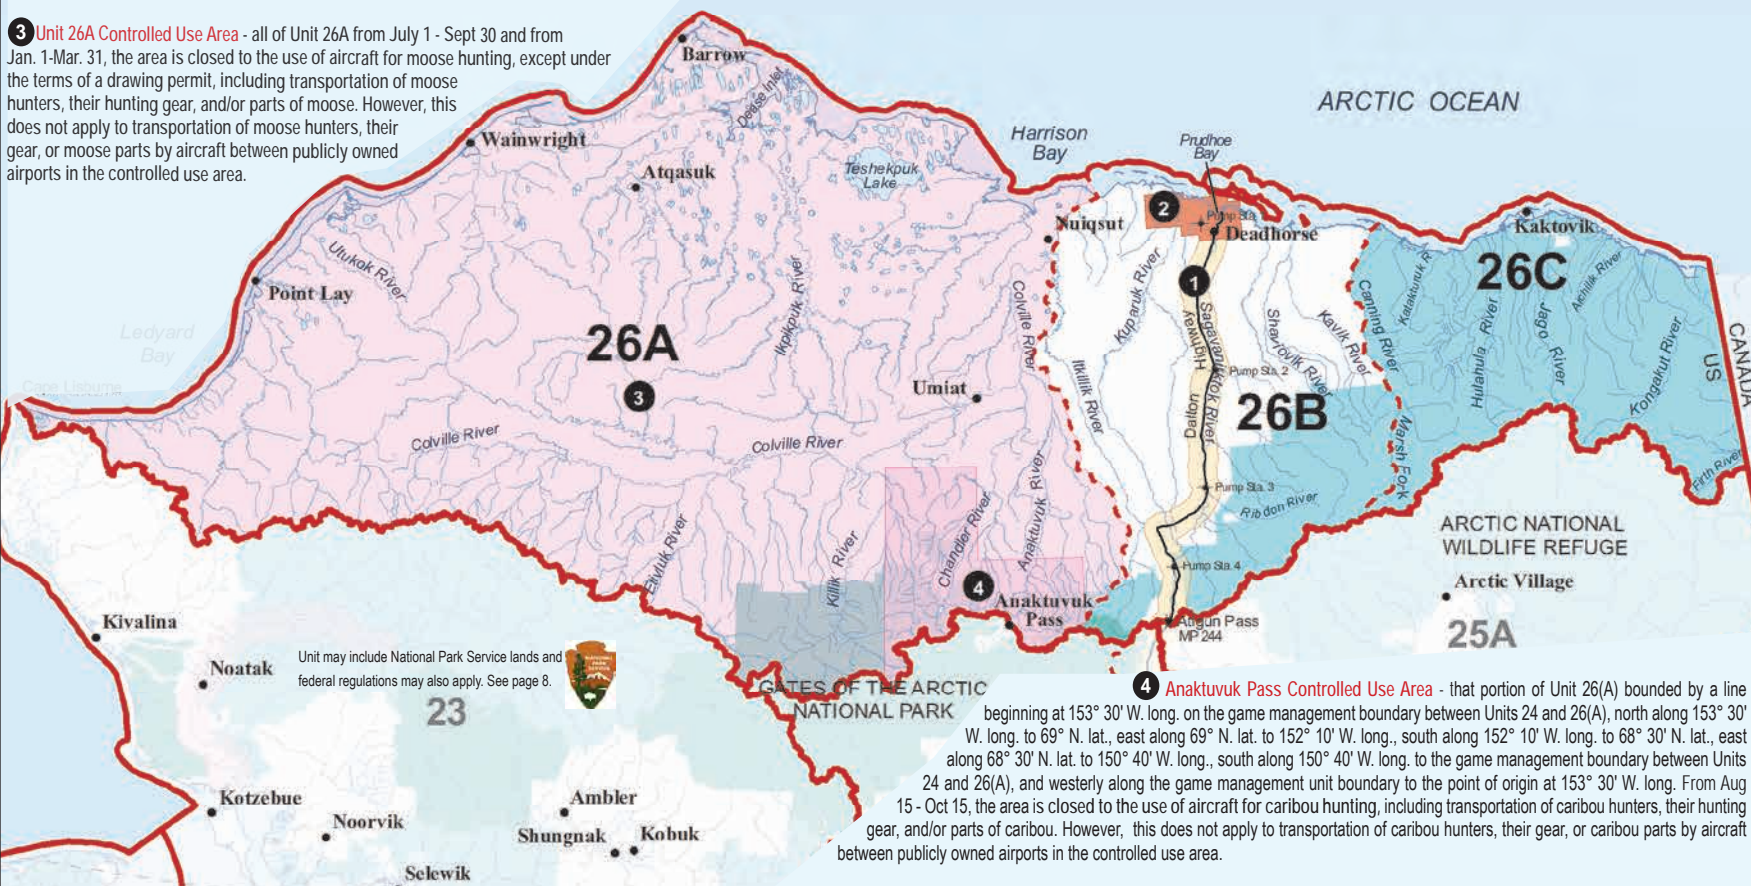 3 Unit 26A Controlled Use Area - all of Unit 26A from July 1 - Sept 30 and from
Jan. 1-Mar. 31, the area is closed to the use of aircraft for moose hunting, except under
the terms of a drawing permit, including transportation of moose
hunters, their hunting gear, and/or parts of moose. However, this
does not apply to transportation of moose hunters, their
gear, or moose parts by aircraft between publicly owned
airports in the controlled use area.
Barrow
Dease Inlet
Wainwright
Atqasuk
Teshekpuk
Lake
Harrison
Bay
Prudhoe
Bay
ARCTIC OCEAN
2
Pump Sta.
Deadhorse
Nuiqsut
Kaktovik
26C
Utukok River
Point Lay
Ledyard
Bay
Cape Lisburne
26A
3
Ikpikpuk River
Umiat
Colville River
Colville River
Colville River
Itkillik River
Kuparuk River
1
Sagavanirktok River
Dalton
Highway
Shaviovik River
Kavik River
Pump Sta. 2
26B
Canning River
Marsh Fork
Katakturuk R
Hulahula River
Jago River
Aichilik River
Kongakut River
Firth River
US
CANADA
Pump Sta. 3
Ribdon River
Pump Sta. 4
Atigun Pass
MP 244
Etivluk River
Killik River
Chandler River
Anaktuvuk River
4
Anaktuvuk
Pass
ARCTIC NATIONAL
WILDLIFE REFUGE
Arctic Village
25A
Kivalina
Noatak
Unit may include National Park Service lands and
federal regulations may also apply. See page 8.
NATIONAL
PARK
SERVICE
23
GATES OF THE ARCTIC
NATIONAL PARK
Kotzebue
Noorvik
Ambler
Shungnak
Kobuk
Selewik
4 Anaktuvuk Pass Controlled Use Area - that portion of Unit 26(A) bounded by a line
beginning at 153° 30' W. long. on the game management boundary between Units 24 and 26(A), north along 153° 30'
W. long. to 69° N. lat., east along 69° N. lat. to 152° 10' W. long., south along 152° 10' W. long. to 68° 30' N. lat., east
along 68° 30' N. lat. to 150° 40' W. long., south along 150° 40' W. long. to the game management boundary between Units
24 and 26(A), and westerly along the game management unit boundary to the point of origin at 153° 30' W. long. From Aug
15 - Oct 15, the area is closed to the use of aircraft for caribou hunting, including transportation of caribou hunters, their hunting
gear, and/or parts of caribou. However, this does not apply to transportation of caribou hunters, their gear, or caribou parts by aircraft
between publicly owned airports in the controlled use area.